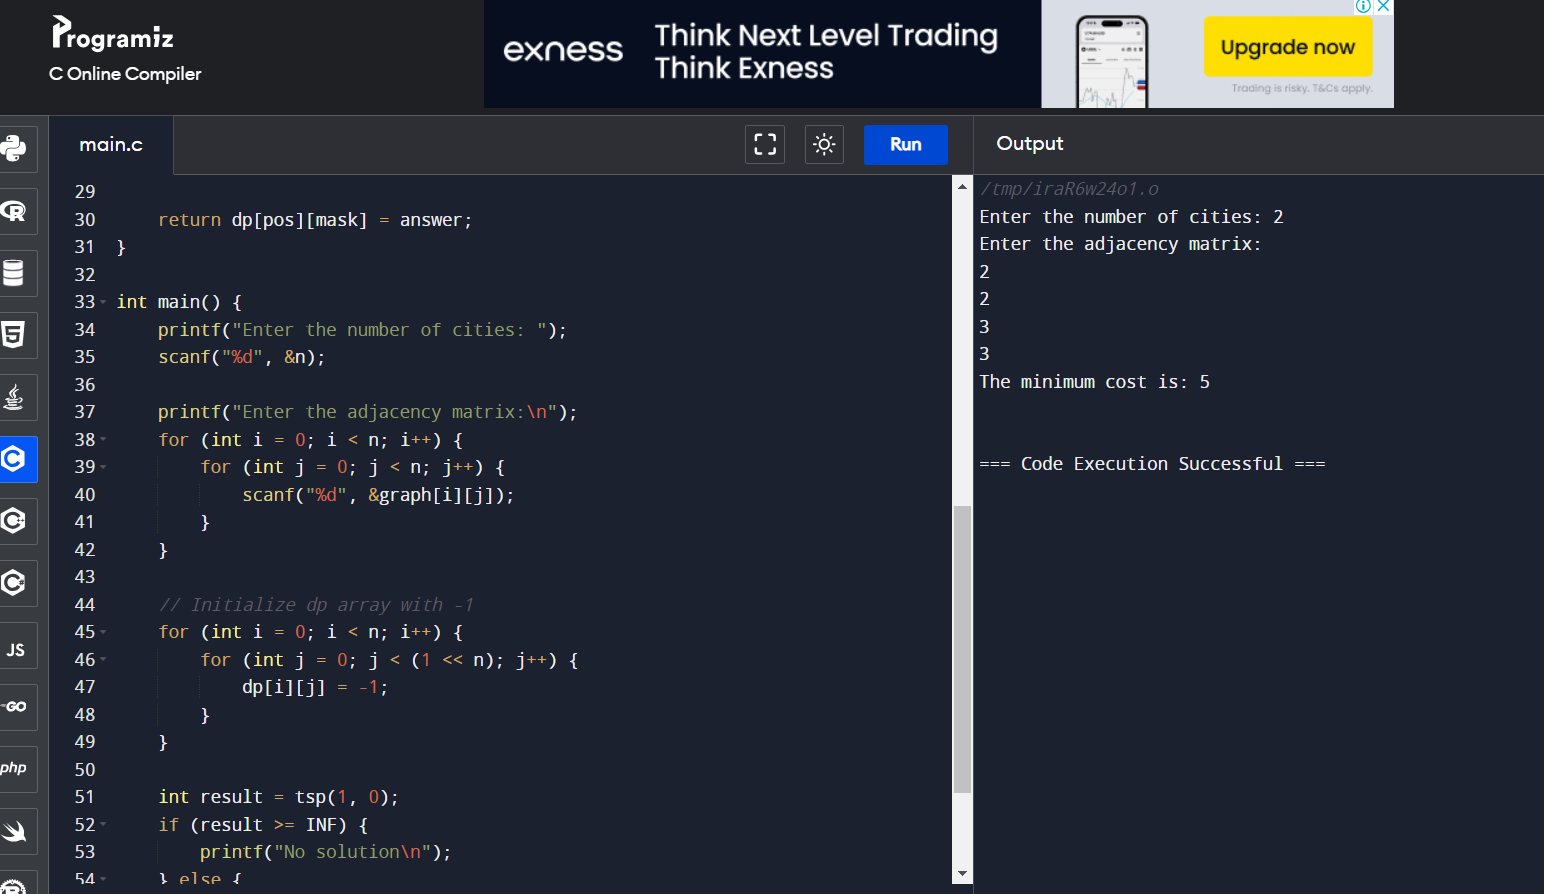 Programiz
C Online Compiler
exness
Think Next Level Trading
Think Exness
Upgrade now
Trading is risky. T&Cs apply.
main.c
Run
Output
29
30 return dp[pos][mask] = answer;
31 }
32
33 int main() {
34 printf("Enter the number of cities: ");
35 scanf("%d", &n);
36
37 printf("Enter the adjacency matrix:\n");
38 for (int i = 0; i < n; i++) {
39 for (int j = 0; j < n; j++) {
40 scanf("%d", &graph[i][j]);
41 }
42 }
43
44 // Initialize dp array with -1
45 for (int i = 0; i < n; i++) {
46 for (int j = 0; j < (1 << n); j++) {
47 dp[i][j] = -1;
48 }
49 }
50
51 int result = tsp(1, 0);
52 if (result >= INF) {
53 printf("No solution\n");
54 } else {
/tmp/iraR6w24o1.o
Enter the number of cities: 2
Enter the adjacency matrix:
2
2
3
3
The minimum cost is: 5
=== Code Execution Successful ===
JS
GO
php